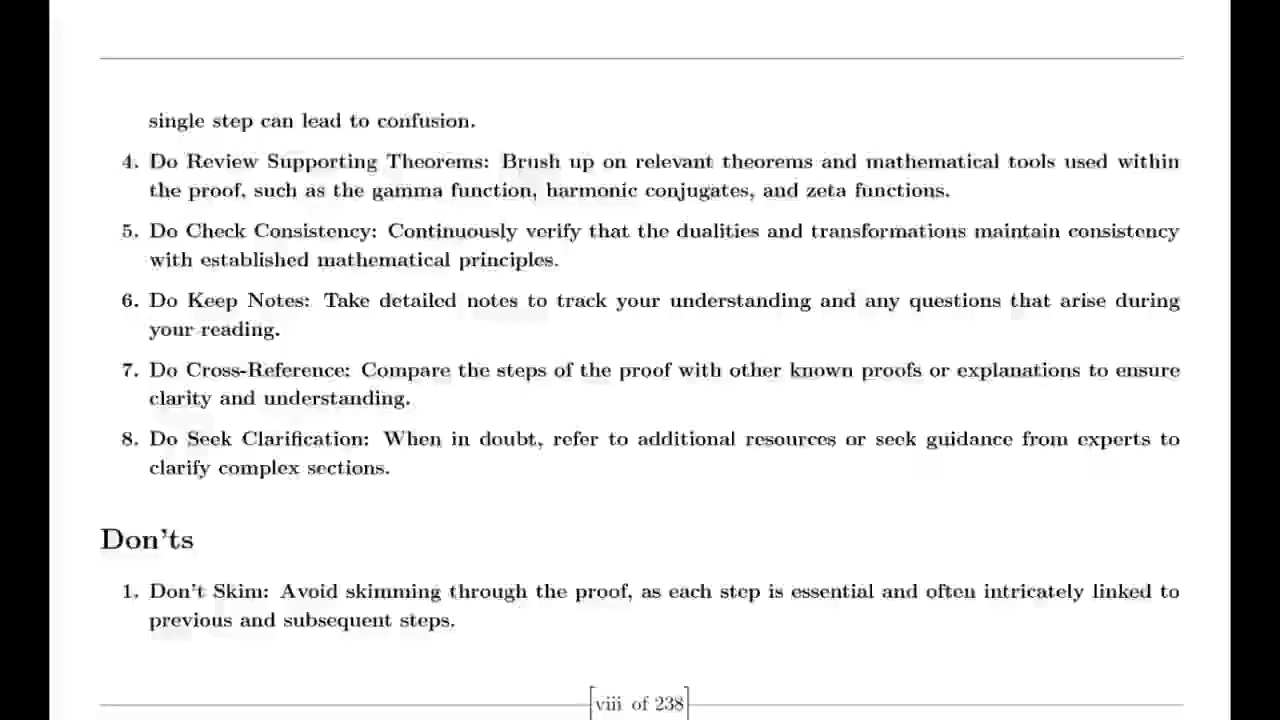 single step can lead to confusion.
4. Do Review Supporting Theorems: Brush up on relevant theorems and mathematical tools used within
the proof, such as the gamma function, harmonic conjugates, and zeta functions.
5. Do Check Consistency: Continuously verify that the dualities and transformations maintain consistency
with established mathematical principles.
6. Do Keep Notes: Take detailed notes to track your understanding and any questions that arise during
your reading.
7. Do Cross-Reference: Compare the steps of the proof with other known proofs or explanations to ensure
clarity and understanding.
8. Do Seek Clarification: When in doubt, refer to additional resources or seek guidance from experts to
clarify complex sections.
Don'ts
1. Don't Skim: Avoid skimming through the proof, as each step is essential and often intricately linked to
previous and subsequent steps.
viii of 238